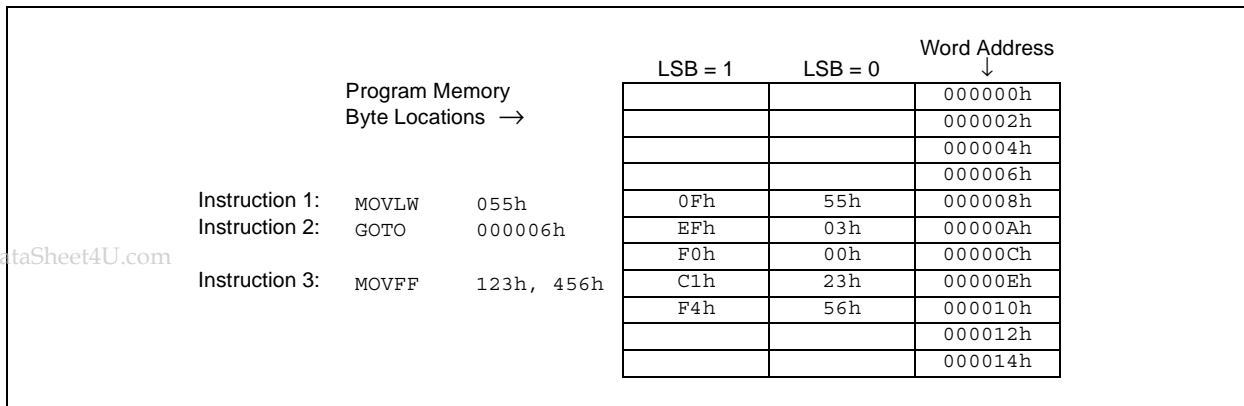 Word Address
LSB = 1 LSB = 0 ↓
Program Memory
Byte Locations →
000000h
000002h
000004h
000006h
Instruction 1: MOVLW 055h 0Fh 55h 000008h
Instruction 2: GOTO 000006h EFh 03h 00000Ah
F0h 00h 00000Ch
Instruction 3: MOVFF 123h, 456h C1h 23h 00000Eh
F4h 56h 000010h
000012h
000014h
ataSheet4U.com